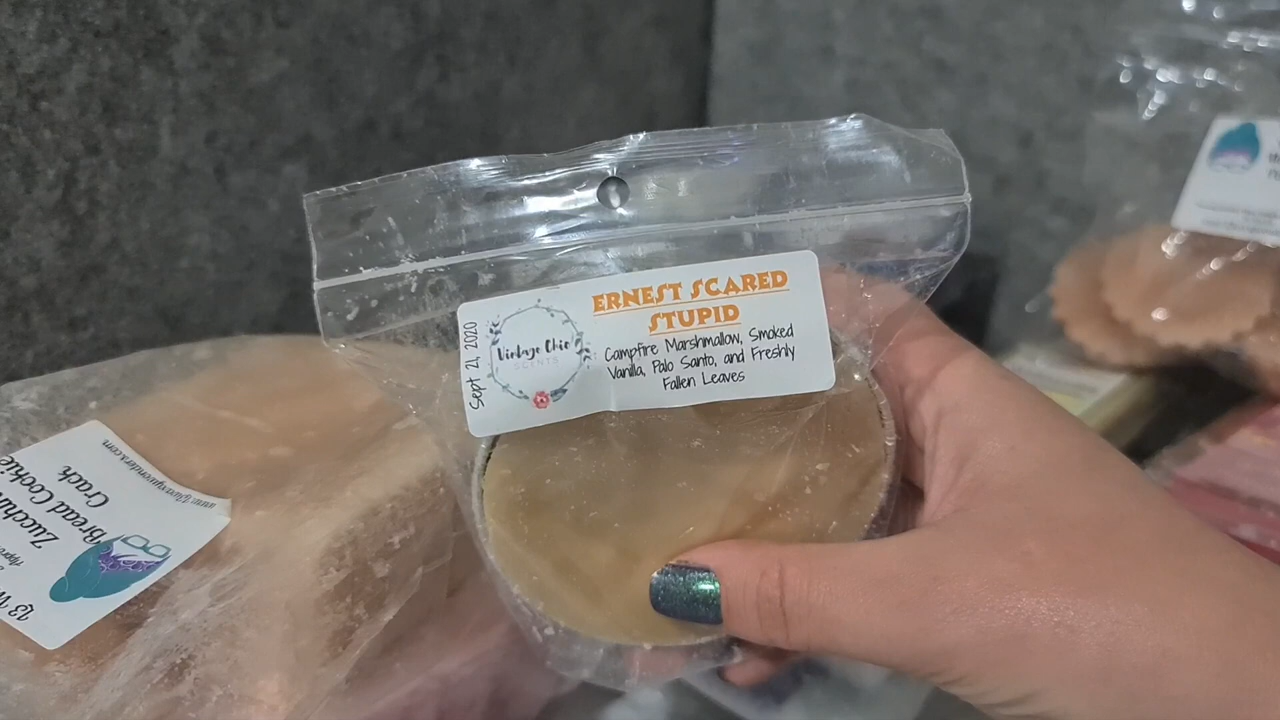 ERNEST SCARED
STUPID
Campfire Marshmallow, Smoked
Vanilla, Palo Santo, and Freshly
Fallen Leaves
Vintage Chic
SCENTS
Sept 21, 2020
Bread Cookie
Crack